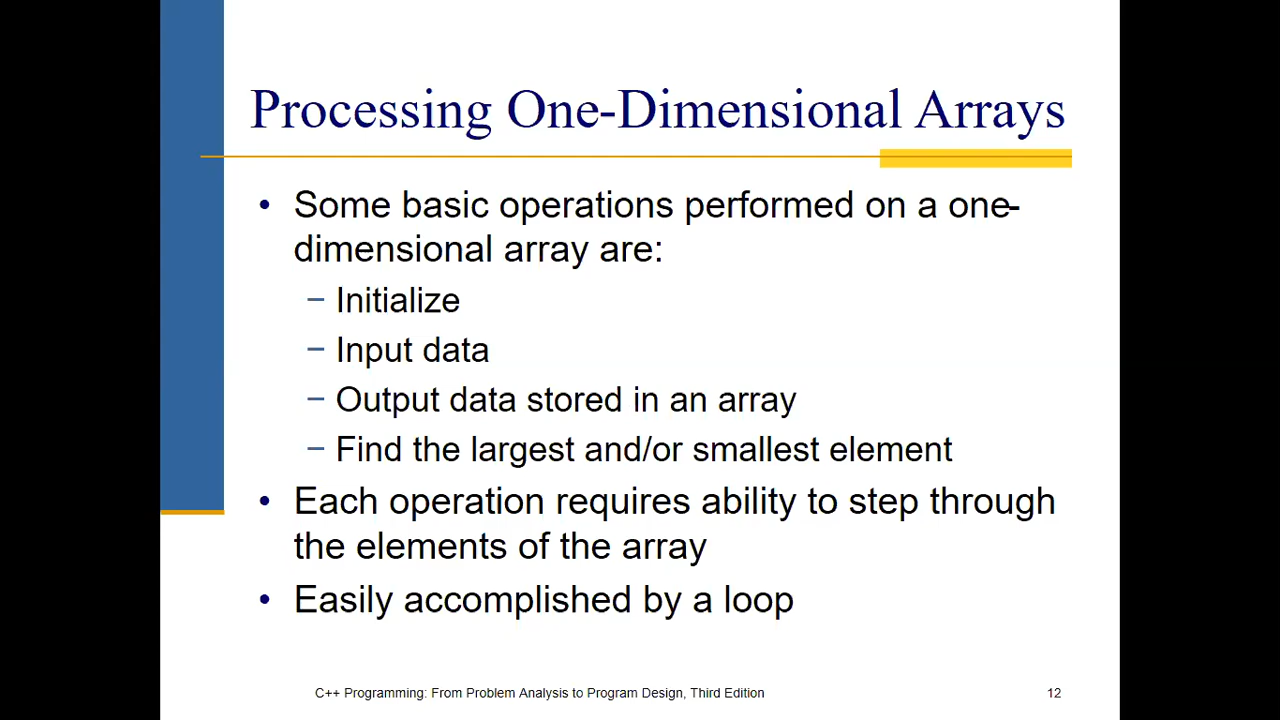 Processing One-Dimensional Arrays
• Some basic operations performed on a one-
dimensional array are:
− Initialize
− Input data
− Output data stored in an array
− Find the largest and/or smallest element
• Each operation requires ability to step through
the elements of the array
• Easily accomplished by a loop
C++ Programming: From Problem Analysis to Program Design, Third Edition
12